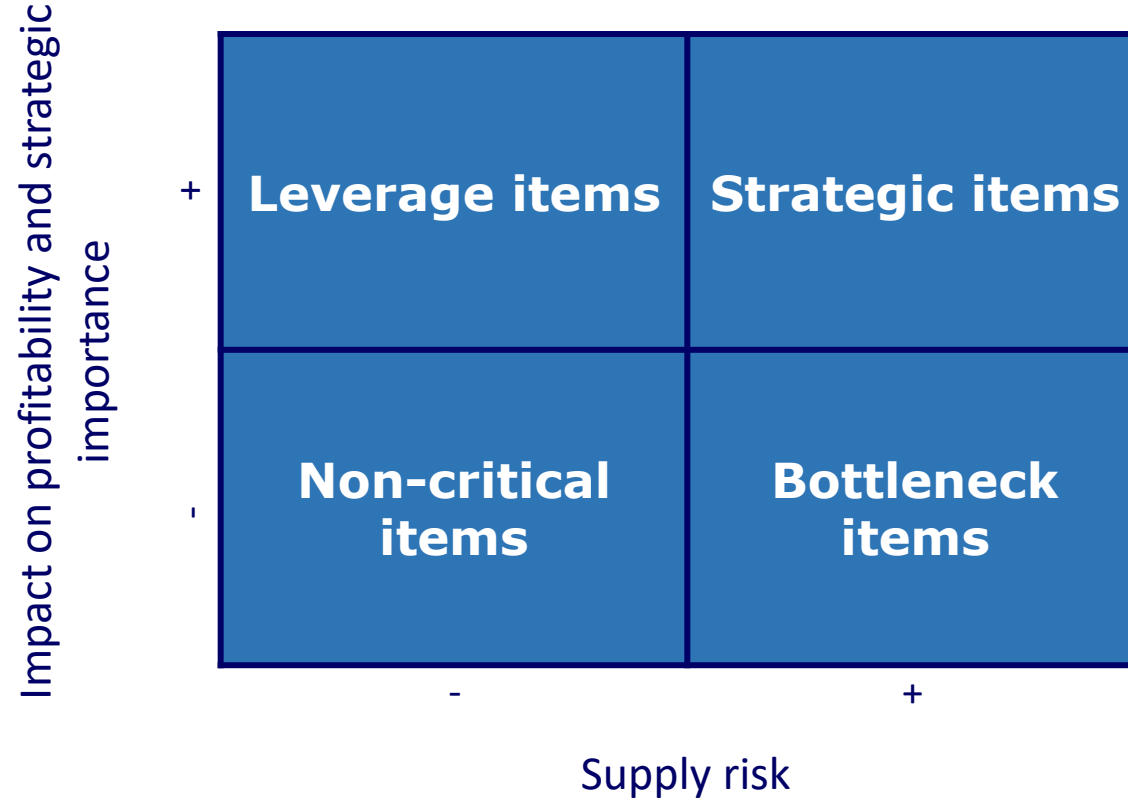 Impact on profitability and strategic
importance
+
Leverage items
Strategic items
-
Non-critical
items
Bottleneck
items
-
+
Supply risk